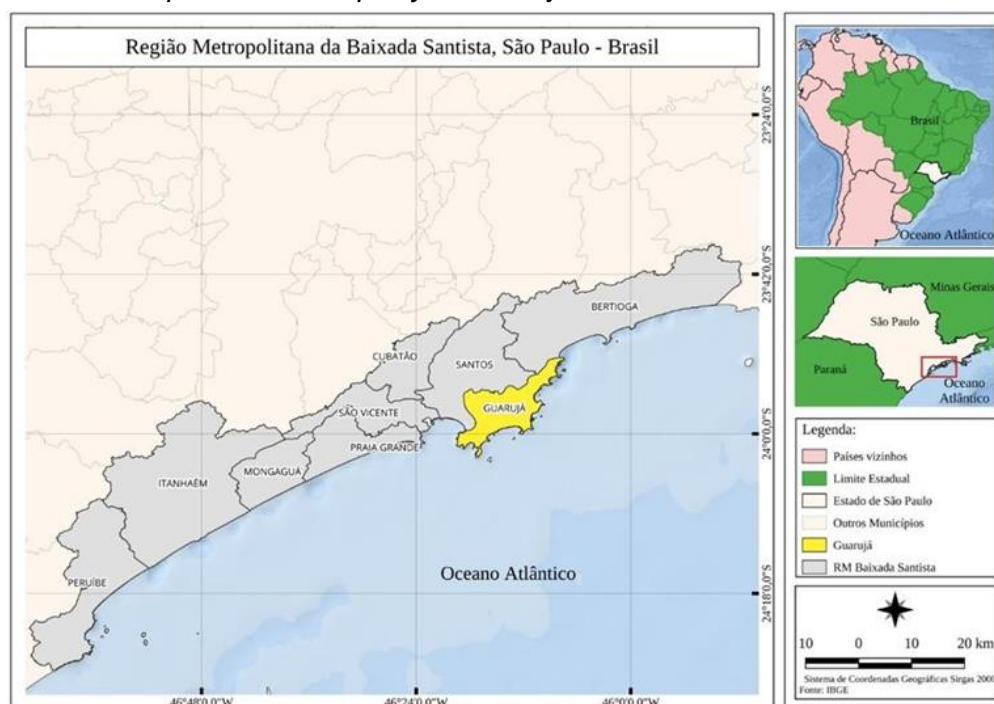 Região Metropolitana da Baixada Santista, São Paulo - Brasil
23°24'0,0"S
BERTIOGA
23°42'0,0"S
CUBATÃO
SANTOS
GUARUJÁ
SÃO VICENTE
24°0'0,0"S
PRAIA GRANDE
MONGAGUÁ
ITANHAÉM
PERUÍBE
Oceano Atlântico
24°18'0,0"S
46°48'0,0"W
46°24'0,0"W
46°0'0,0"W
Brasil
Oceano Atlântico
Minas Gerais
São Paulo
Paraná
Oceano
Atlântico
Legenda:
Países vizinhos
Limite Estadual
Estado de São Paulo
Outros Municípios
Guarujá
RM Baixada Santista
10 0 10 20 km
Sistema de Coordenadas Geográficas Sirgas 2000
Fonte: IBGE